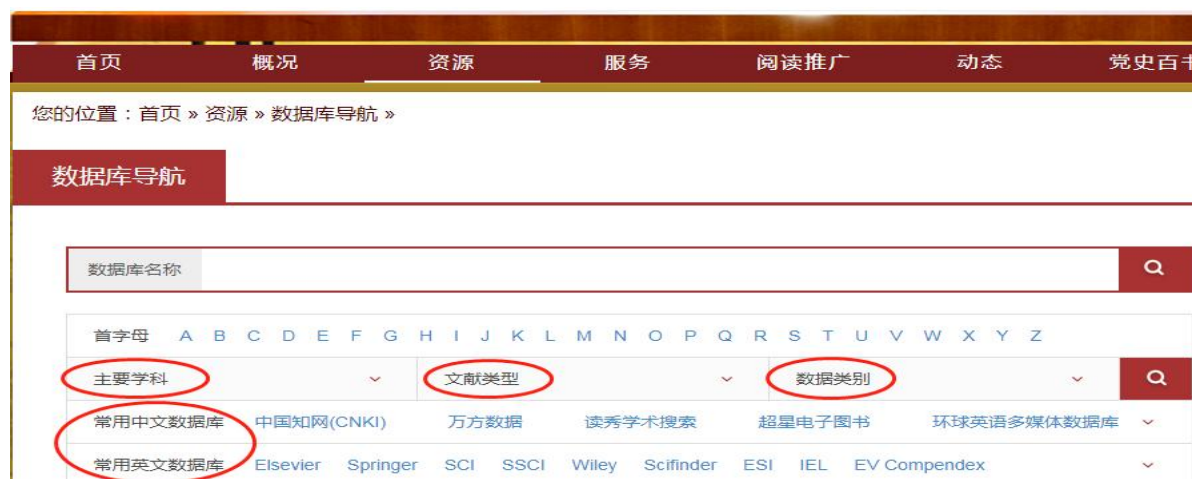 首页 概况 资源 服务 阅读推广 动态 党史百
您的位置：首页 » 资源 » 数据库导航 »
数据库导航
数据库名称
首字母 A B C D E F G H I J K L M N O P Q R S T U V W X Y Z
主要学科 文献类型 数据类别
常用中文数据库 中国知网(CNKI) 万方数据 读秀学术搜索 超星电子图书 环球英语多媒体数据库
常用英文数据库 Elsevier Springer SCI SSCI Wiley Scifinder ESI IEL EV Compendex